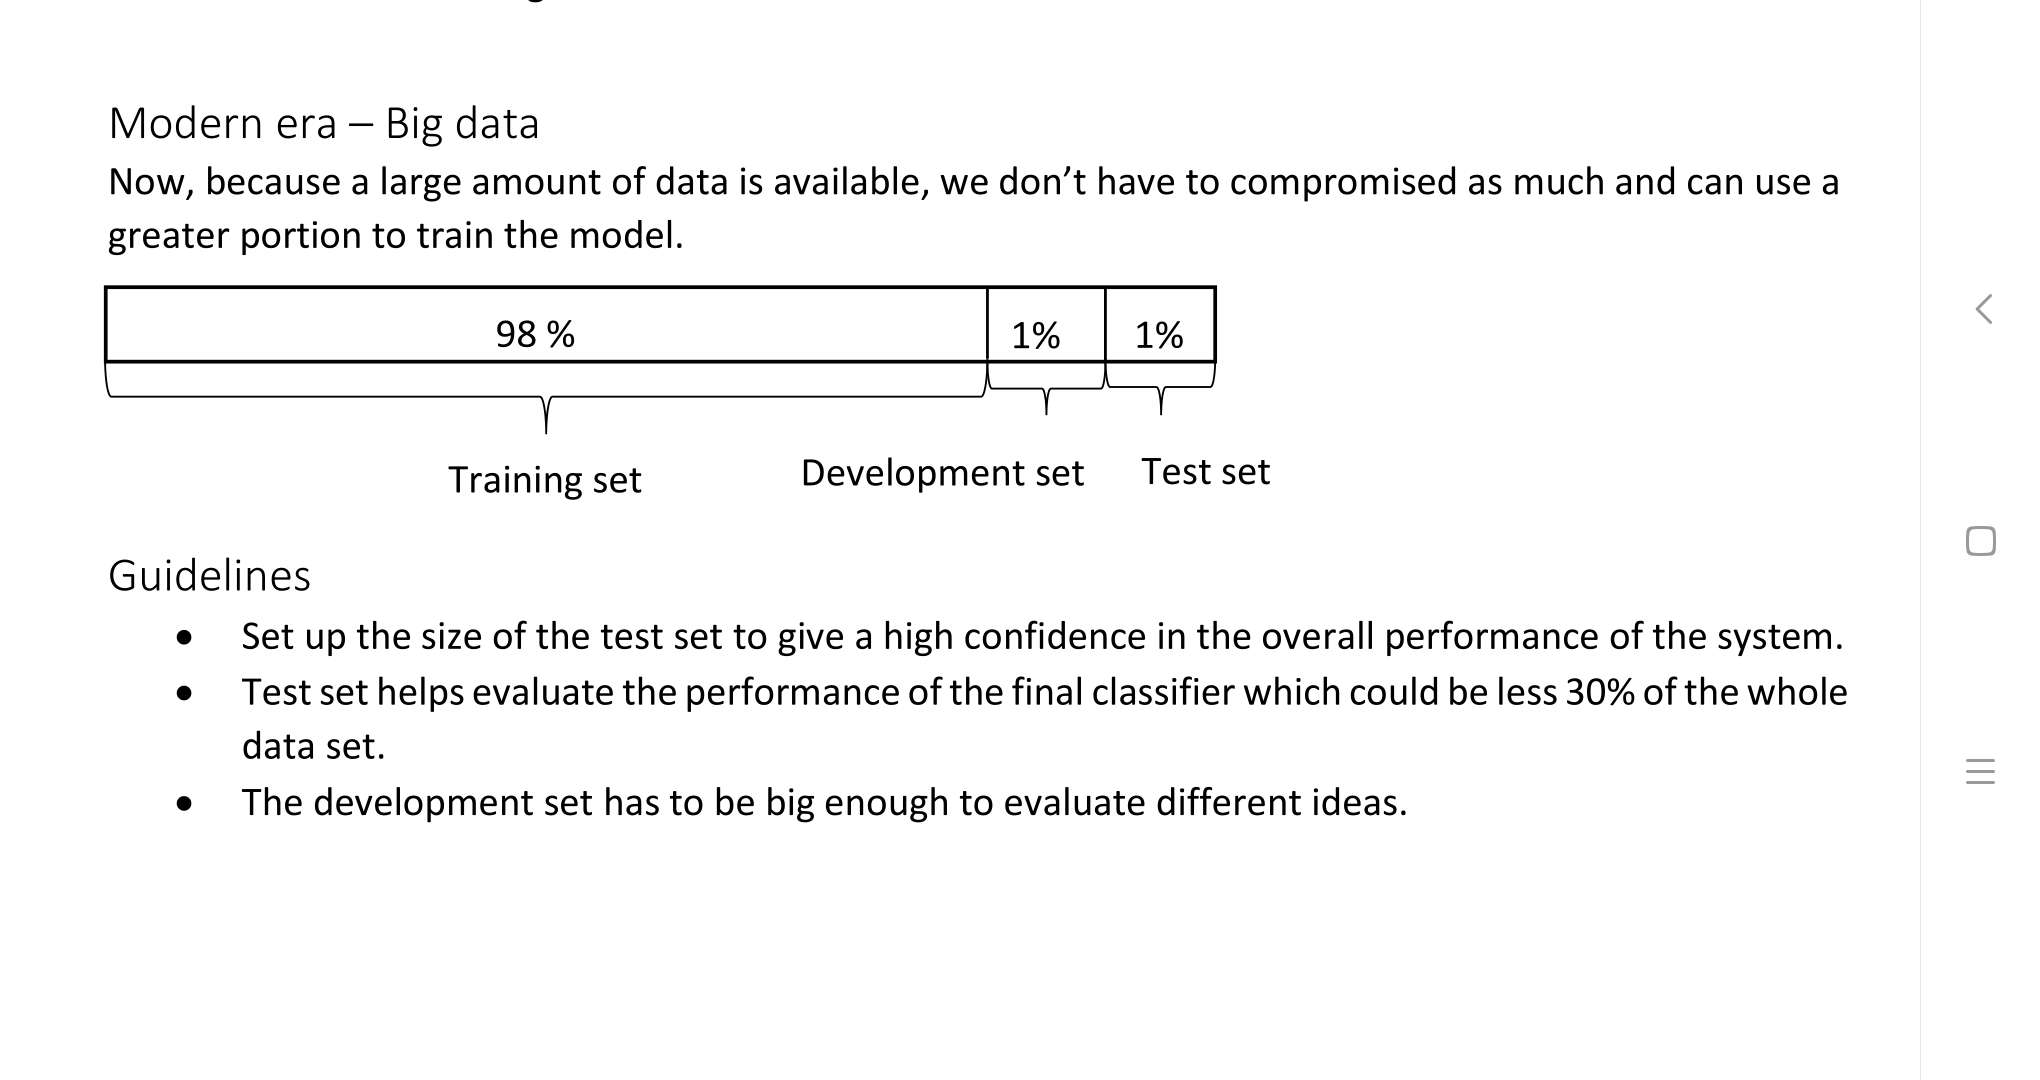 Modern era – Big data
Now, because a large amount of data is available, we don’t have to compromised as much and can use a
greater portion to train the model.
98 % 1% 1%
Training set Development set Test set
Guidelines
• Set up the size of the test set to give a high confidence in the overall performance of the system.
• Test set helps evaluate the performance of the final classifier which could be less 30% of the whole
data set.
• The development set has to be big enough to evaluate different ideas.